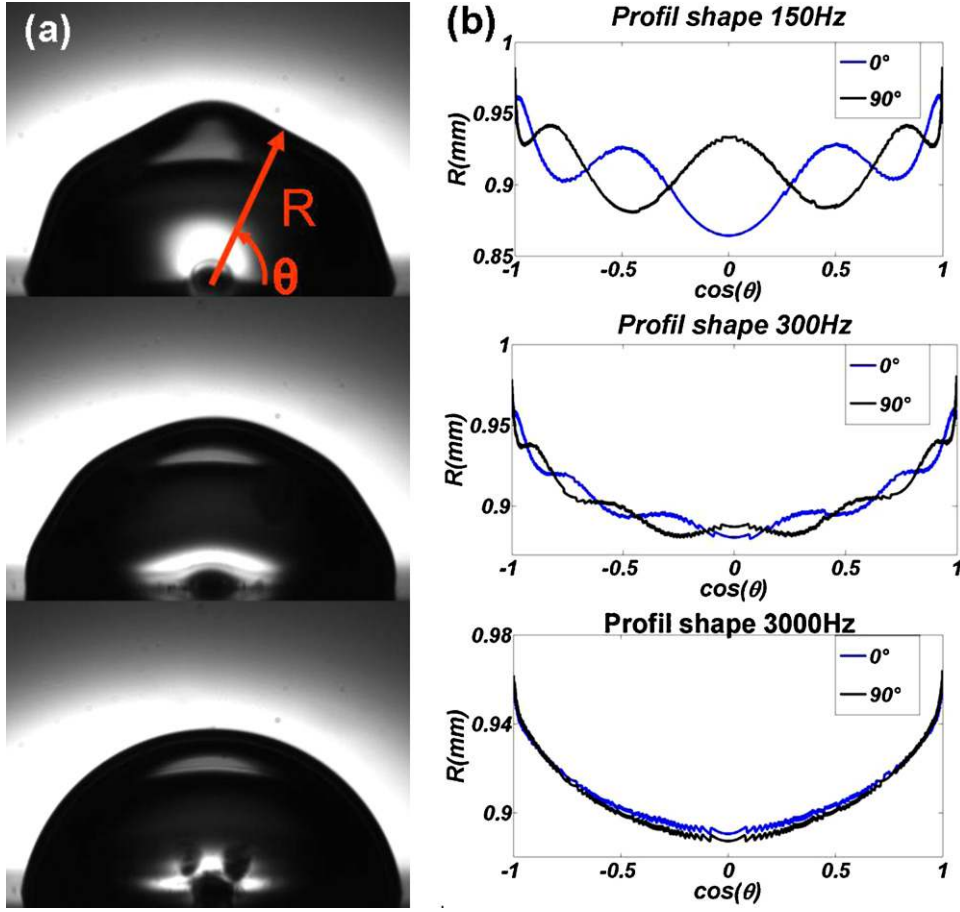 (a)
R
θ
(b)
Profil shape 150Hz
0°
90°
R(mm)
1
0.95
0.9
0.85
-1
-0.5
0
0.5
1
cos(θ)
Profil shape 300Hz
0°
90°
R(mm)
1
0.95
0.9
-1
-0.5
0
0.5
1
cos(θ)
Profil shape 3000Hz
0°
90°
R(mm)
0.98
0.94
0.9
-1
-0.5
0
0.5
1
cos(θ)